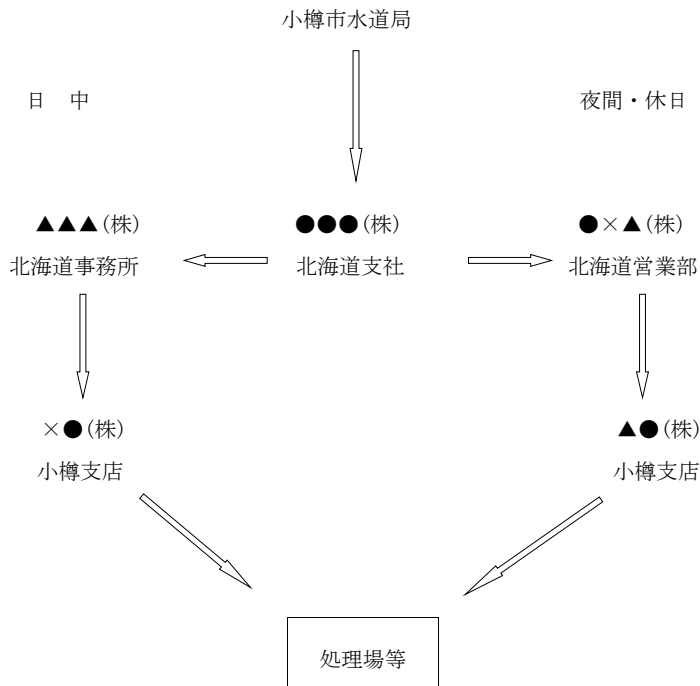 小樽市水道局
日 中
夜間・休日
▲▲▲(株)
北海道事務所
●●●(株)
北海道支社
●×▲(株)
北海道営業部
×●(株)
小樽支店
▲●(株)
小樽支店
処理場等